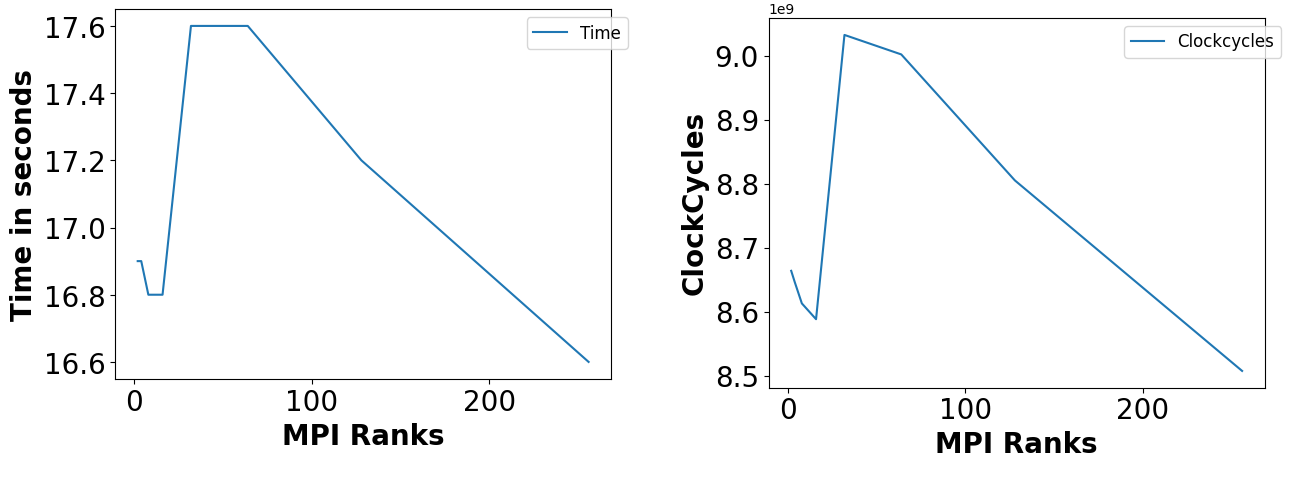 17.6
17.4
17.2
17.0
16.8
16.6
Time in seconds
0 100 200
MPI Ranks
Time
1e9
9.0
8.9
8.8
8.7
8.6
8.5
ClockCycles
0 100 200
MPI Ranks
Clockcycles